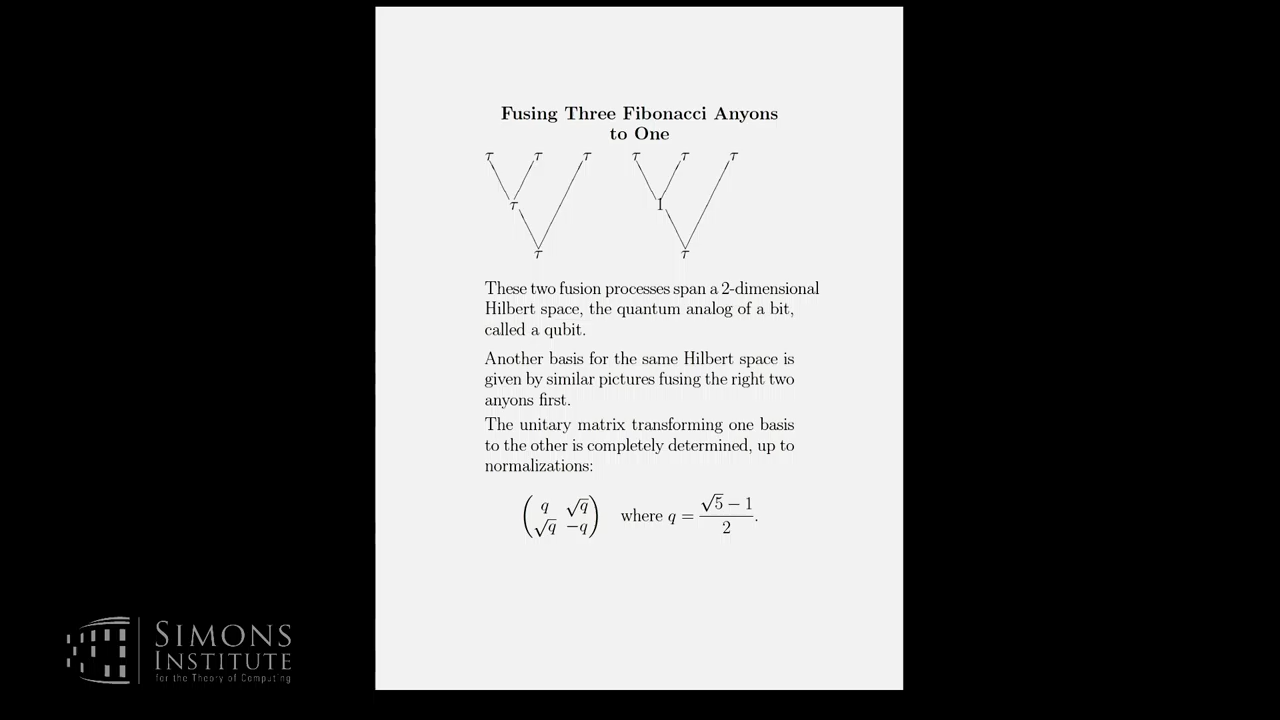 Fusing Three Fibonacci Anyons
to One
τ τ τ τ τ τ
τ 1
τ τ
These two fusion processes span a 2-dimensional
Hilbert space, the quantum analog of a bit,
called a qubit.
Another basis for the same Hilbert space is
given by similar pictures fusing the right two
anyons first.
The unitary matrix transforming one basis
to the other is completely determined, up to
normalizations:
( q √q
√q −q ) where q = (√5 − 1)/2.
SIMONS
INSTITUTE
for the Theory of Computing